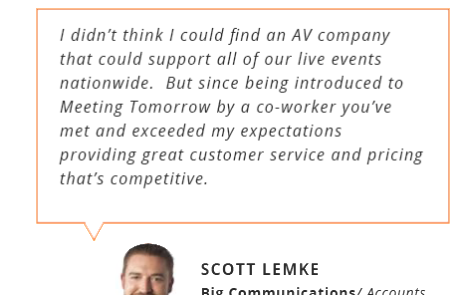 I didn't think I could find an AV company
that could support all of our live events
nationwide.  But since being introduced to
Meeting Tomorrow by a co-worker you've
met and exceeded my expectations
providing great customer service and pricing
that's competitive.
SCOTT LEMKE
Big Communications/ Accounts